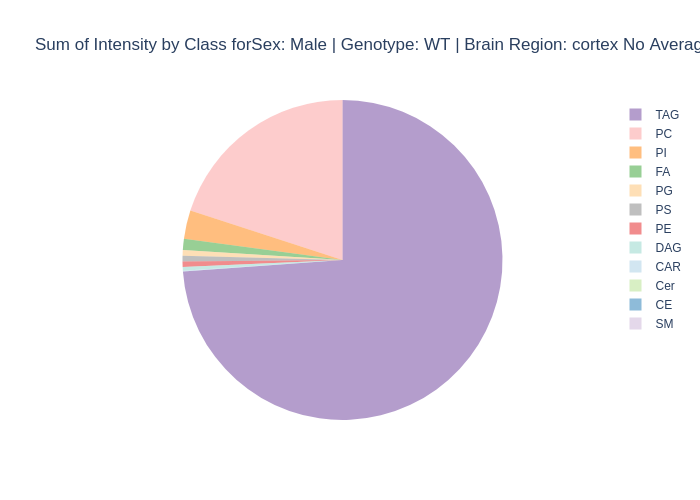 Sum of Intensity by Class forSex: Male | Genotype: WT | Brain Region: cortex No
TAG
PC
PI
FA
PG
PS
PE
DAG
CAR
Cer
CE
SM